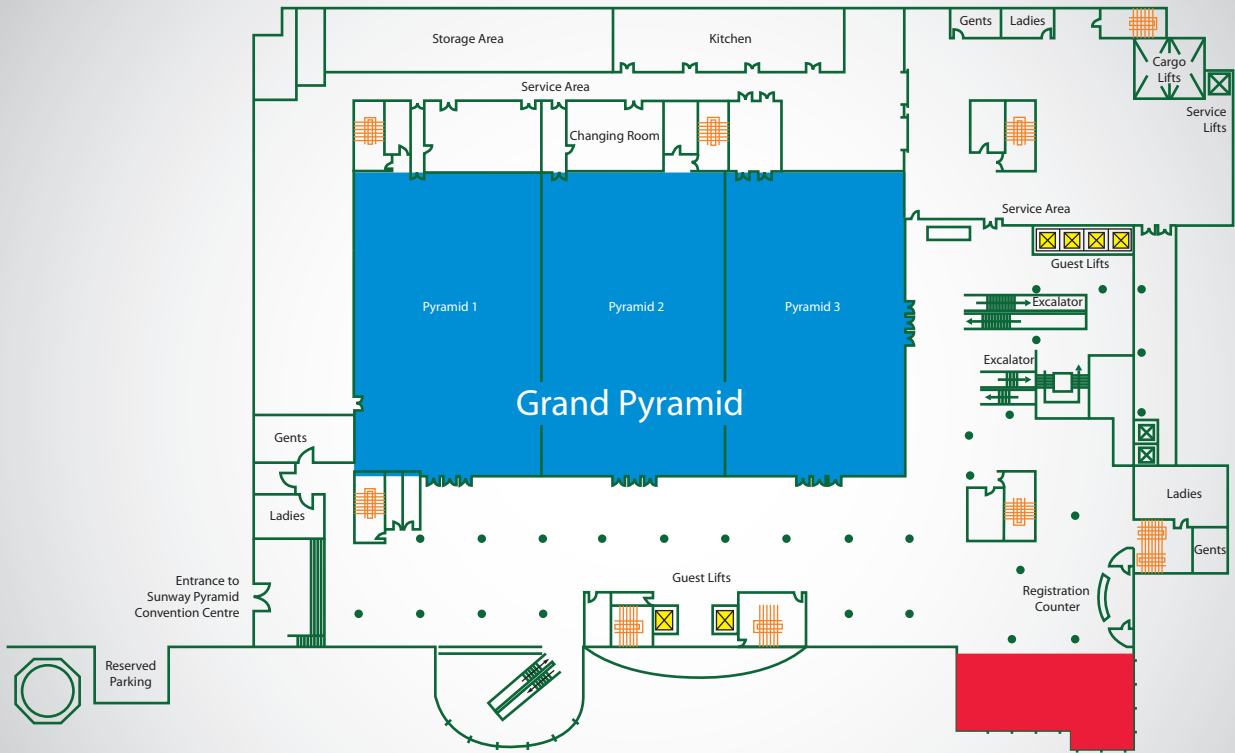 Storage Area
Kitchen
Gents
Ladies
Cargo
Lifts
Service
Lifts
Service Area
Changing Room
Service Area
Guest Lifts
Pyramid 1
Pyramid 2
Pyramid 3
Excalator
Excalator
Grand Pyramid
Gents
Ladies
Ladies
Gents
Entrance to
Sunway Pyramid
Convention Centre
Guest Lifts
Registration
Counter
Reserved
Parking